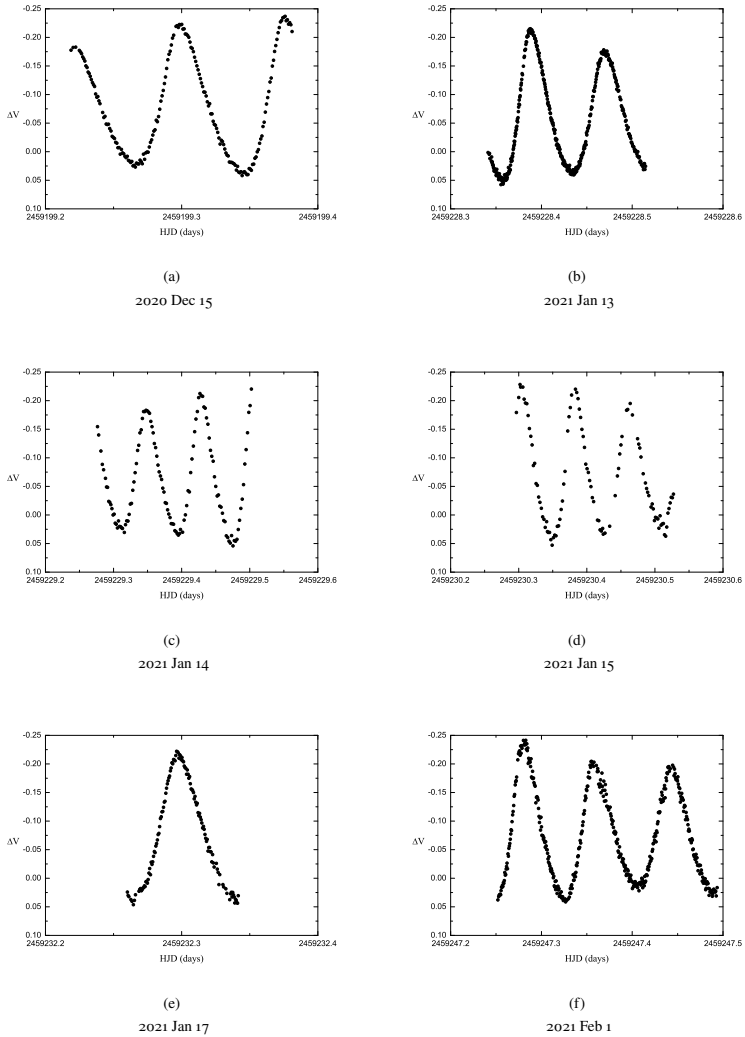 -0.25
-0.20
-0.15
-0.10
ΔV
-0.05
0.00
0.05
0.10
2459199.2 2459199.3 2459199.4
HJD (days)
(a)
2020 Dec 15
-0.25
-0.20
-0.15
-0.10
ΔV
-0.05
0.00
0.05
0.10
2459228.3 2459228.4 2459228.5 2459228.6
HJD (days)
(b)
2021 Jan 13
-0.25
-0.20
-0.15
-0.10
ΔV
-0.05
0.00
0.05
0.10
2459229.2 2459229.3 2459229.4 2459229.5 2459229.6
HJD (days)
(c)
2021 Jan 14
-0.25
-0.20
-0.15
-0.10
ΔV
-0.05
0.00
0.05
0.10
2459230.2 2459230.3 2459230.4 2459230.5 2459230.6
HJD (days)
(d)
2021 Jan 15
-0.25
-0.20
-0.15
-0.10
ΔV
-0.05
0.00
0.05
0.10
2459232.2 2459232.3 2459232.4
HJD (days)
(e)
2021 Jan 17
-0.25
-0.20
-0.15
-0.10
ΔV
-0.05
0.00
0.05
0.10
2459247.2 2459247.3 2459247.4 2459247.5
HJD (days)
(f)
2021 Feb 1